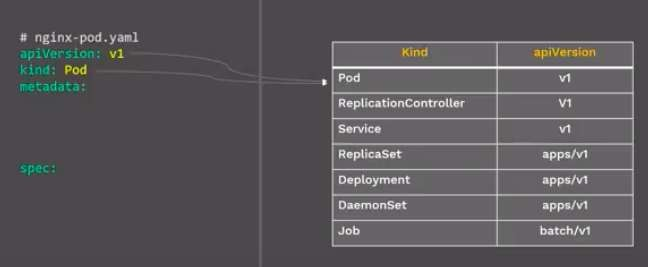 # nginx-pod.yaml
apiVersion: v1
kind: Pod
metadata:
spec:
Kind apiVersion
Pod v1
ReplicationController V1
Service v1
ReplicaSet apps/v1
Deployment apps/v1
DaemonSet apps/v1
Job batch/v1